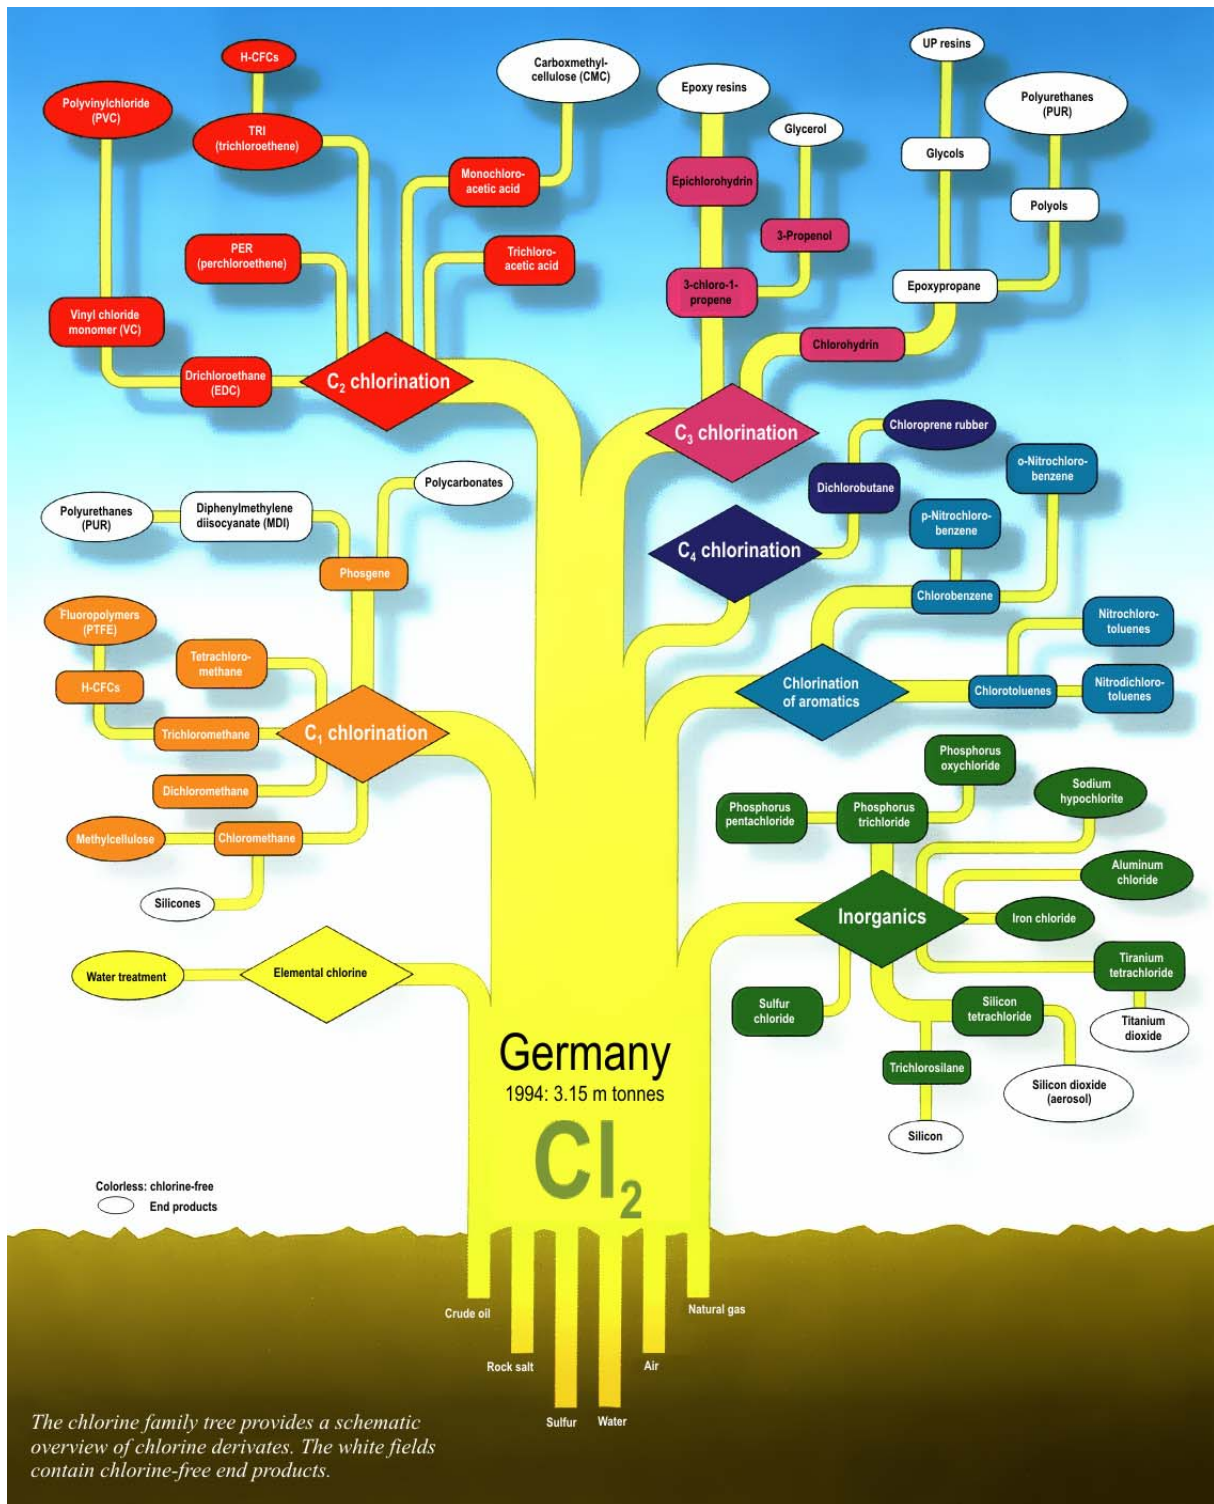 H-CFCs
Polyvinylchloride
(PVC)
TRI
(trichloroethene)
Carboxmethyl-
cellulose (CMC)
Monochloro-
acetic acid
PER
(perchloroethene)
Trichloro-
acetic acid
Vinyl chloride
monomer (VC)
Drichloroethane
(EDC)
C₂ chlorination
Epoxy resins
Glycerol
Epichlorohydrin
3-Propenol
3-chloro-1-
propene
UP resins
Polyurethanes
(PUR)
Glycols
Polyols
Epoxypropane
Chlorohydrin
C₃ chlorination
Chloroprene rubber
Dichlorobutane
C₄ chlorination
o-Nitrochloro-
benzene
p-Nitrochloro-
benzene
Chlorobenzene
Nitrochloro-
toluenes
Chlorination
of aromatics
Chlorotoluenes
Nitrodichloro-
toluenes
Polycarbonates
Polyurethanes
(PUR)
Diphenylmethylene
diisocyanate (MDI)
Phosgene
Fluoropolymers
(PTFE)
Tetrachloro-
methane
H-CFCs
Trichloromethane
C₁ chlorination
Dichloromethane
Methylcellulose
Chloromethane
Silicones
Water treatment
Elemental chlorine
Phosphorus
oxychloride
Phosphorus
pentachloride
Phosphorus
trichloride
Sodium
hypochlorite
Aluminum
chloride
Inorganics
Iron chloride
Tiranium
tetrachloride
Titanium
dioxide
Sulfur
chloride
Silicon
tetrachloride
Trichlorosilane
Silicon dioxide
(aerosol)
Silicon
Germany
1994: 3.15 m tonnes
Cl₂
Colorless: chlorine-free
End products
Crude oil
Natural gas
Rock salt
Air
Sulfur
Water
The chlorine family tree provides a schematic
overview of chlorine derivates. The white fields
contain chlorine-free end products.